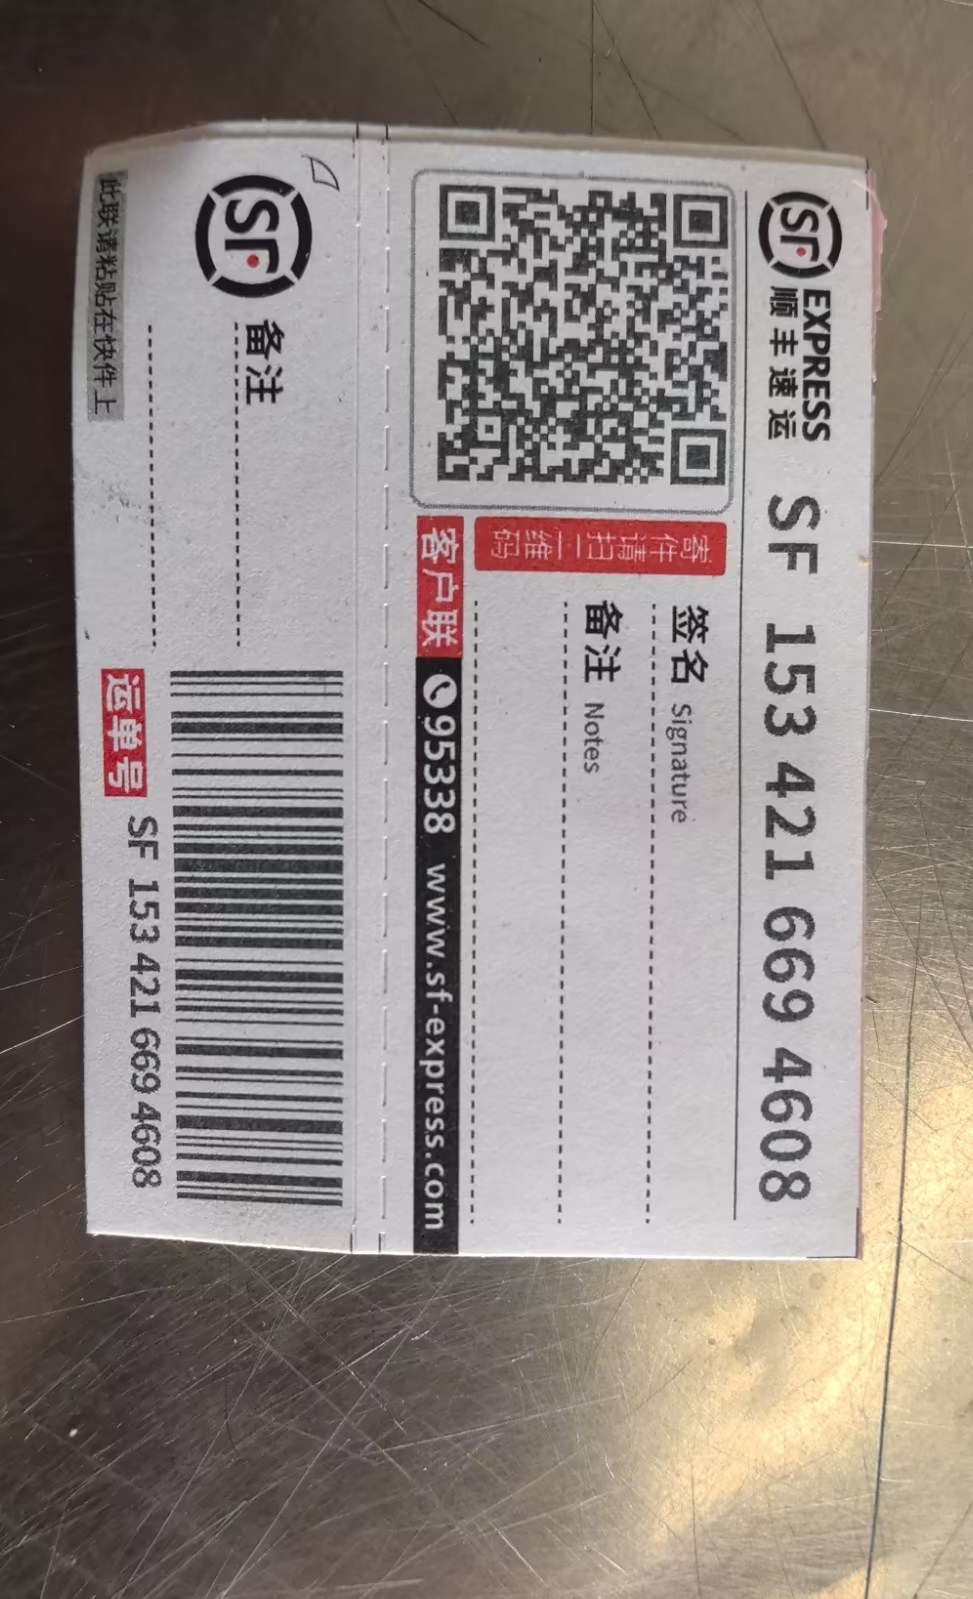 SF EXPRESS
顺丰速运
SF 153 421 669 4608
签名 Signature
备注 Notes
寄件请扫二维码
客户联
95338 www.sf-express.com
SF
备注
运单号 SF 153 421 669 4608
此联请粘贴在快件上